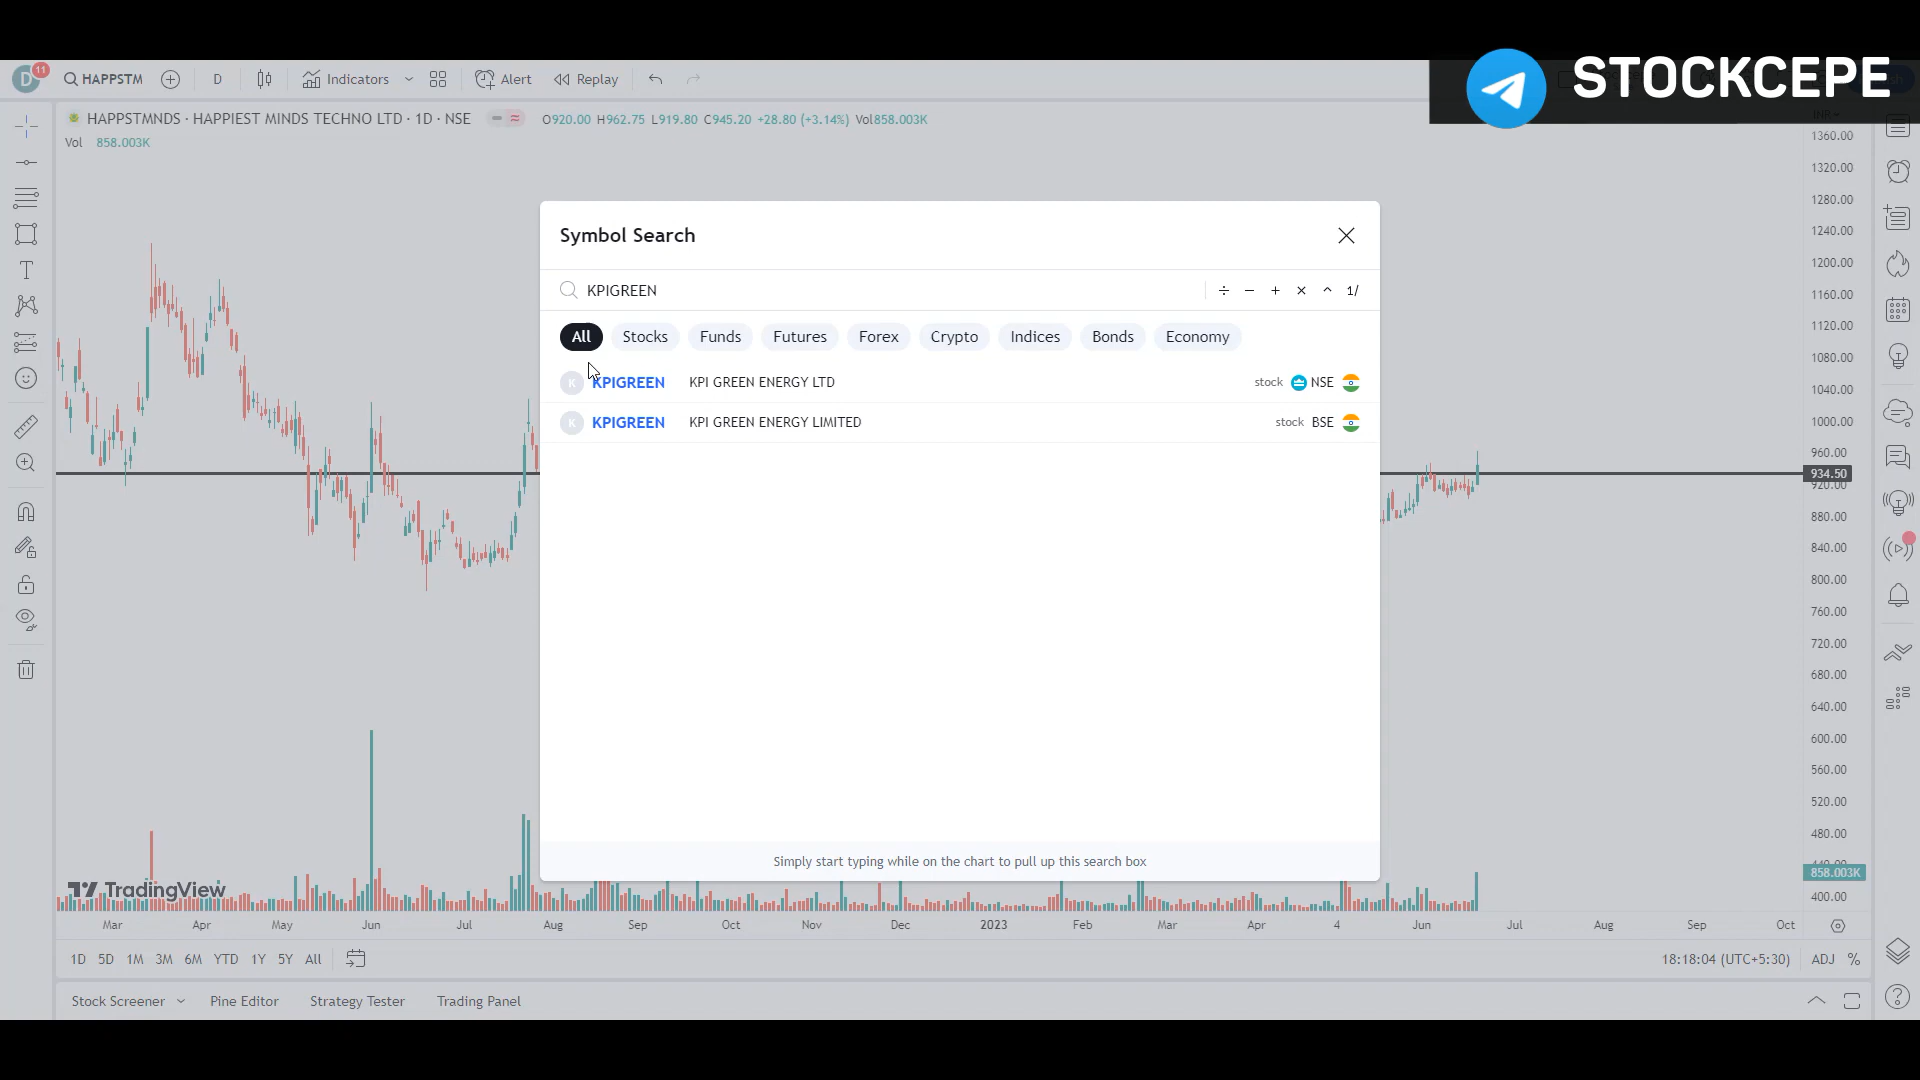 STOCKCEPE
D
11
HAPPSTM
D
Indicators
Alert
Replay
HAPPSTMNDS · HAPPIEST MINDS TECHNO LTD · 1D · NSE
O920.00 H962.75 L919.80 C945.20 +28.80 (+3.14%) Vol858.003K
Vol 858.003K
1360.00
1320.00
1280.00
1240.00
1200.00
1160.00
1120.00
1080.00
1040.00
1000.00
960.00
934.50
920.00
880.00
840.00
800.00
760.00
720.00
680.00
640.00
600.00
560.00
520.00
480.00
440.00
858.003K
400.00
Symbol Search
KPIGREEN
÷ − + × ^ 1/
All Stocks Funds Futures Forex Crypto Indices Bonds Economy
K KPIGREEN KPI GREEN ENERGY LTD stock NSE
K KPIGREEN KPI GREEN ENERGY LIMITED stock BSE
Simply start typing while on the chart to pull up this search box
TradingView
Mar Apr May Jun Jul Aug Sep Oct Nov Dec 2023 Feb Mar Apr 4 Jun Jul Aug Sep Oct
1D 5D 1M 3M 6M YTD 1Y 5Y All
18:18:04 (UTC+5:30) ADJ %
Stock Screener Pine Editor Strategy Tester Trading Panel